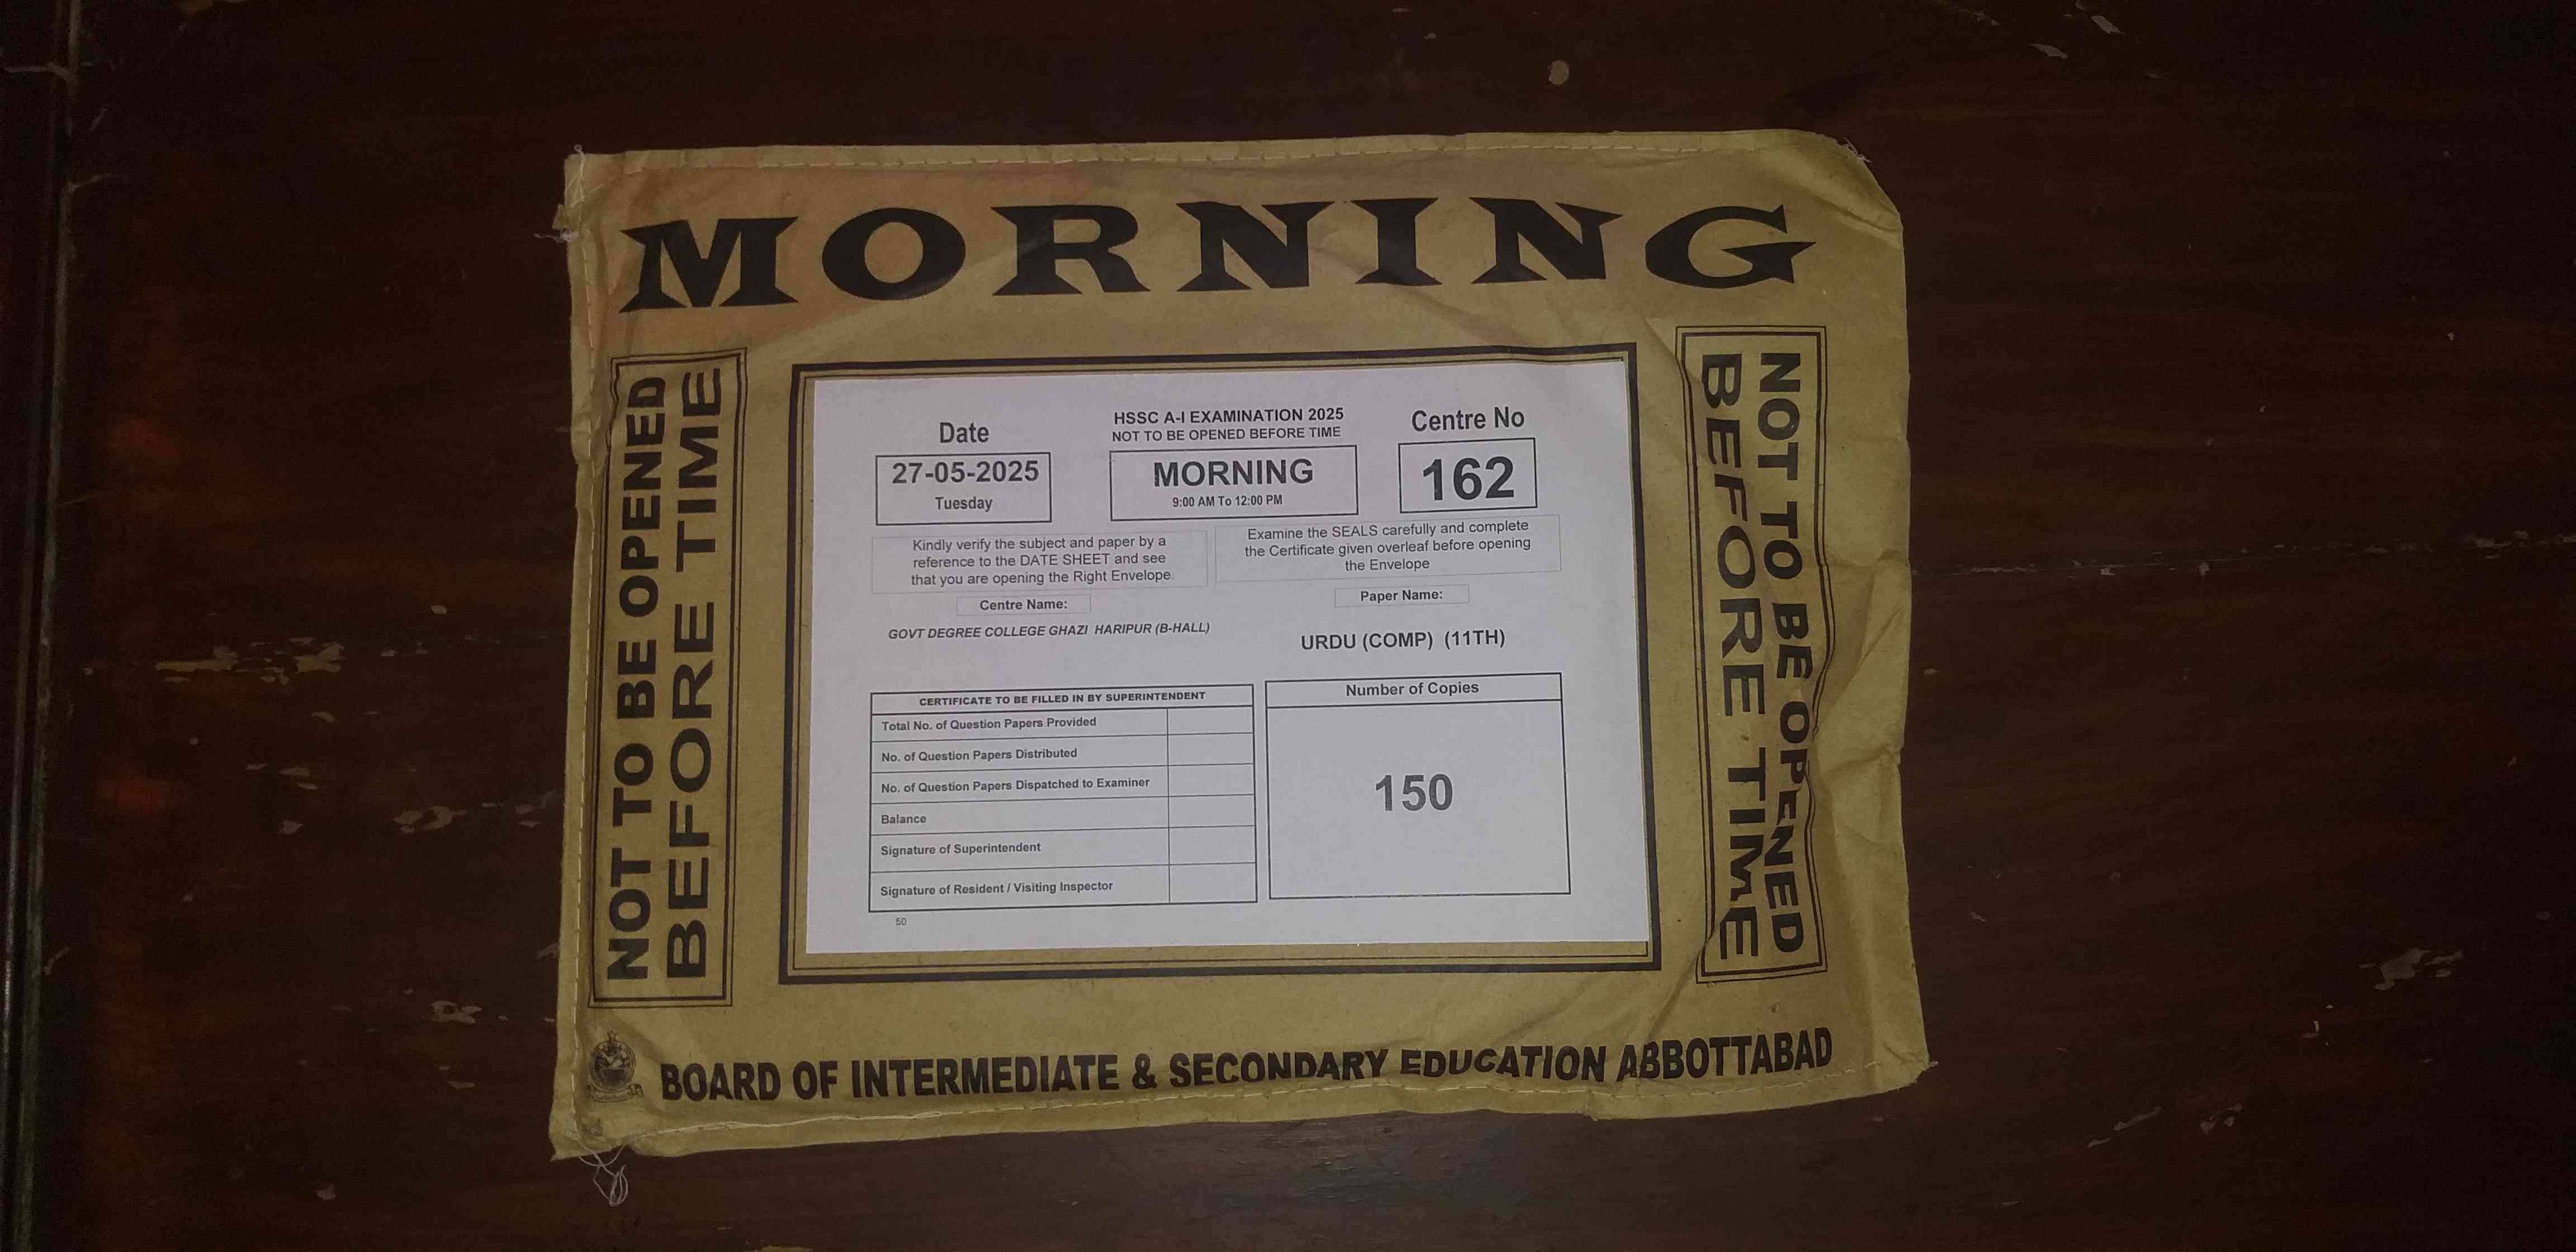 MORNING
NOT TO BE OPENED
BEFORE TIME
Date
27-05-2025
Tuesday
HSSC A-I EXAMINATION 2025
NOT TO BE OPENED BEFORE TIME
MORNING
9:00 AM To 12:00 PM
Centre No
162
Kindly verify the subject and paper by a
reference to the DATE SHEET and see
that you are opening the Right Envelope.
Examine the SEALS carefully and complete
the Certificate given overleaf before opening
the Envelope
Centre Name:
GOVT DEGREE COLLEGE GHAZI HARIPUR (B-HALL)
Paper Name:
URDU (COMP) (11TH)
CERTIFICATE TO BE FILLED IN BY SUPERINTENDENT
Total No. of Question Papers Provided
No. of Question Papers Distributed
No. of Question Papers Dispatched to Examiner
Balance
Signature of Superintendent
Signature of Resident / Visiting Inspector
Number of Copies
150
50
NOT TO BE OPENED
BEFORE TIME
BOARD OF INTERMEDIATE & SECONDARY EDUCATION ABBOTTABAD